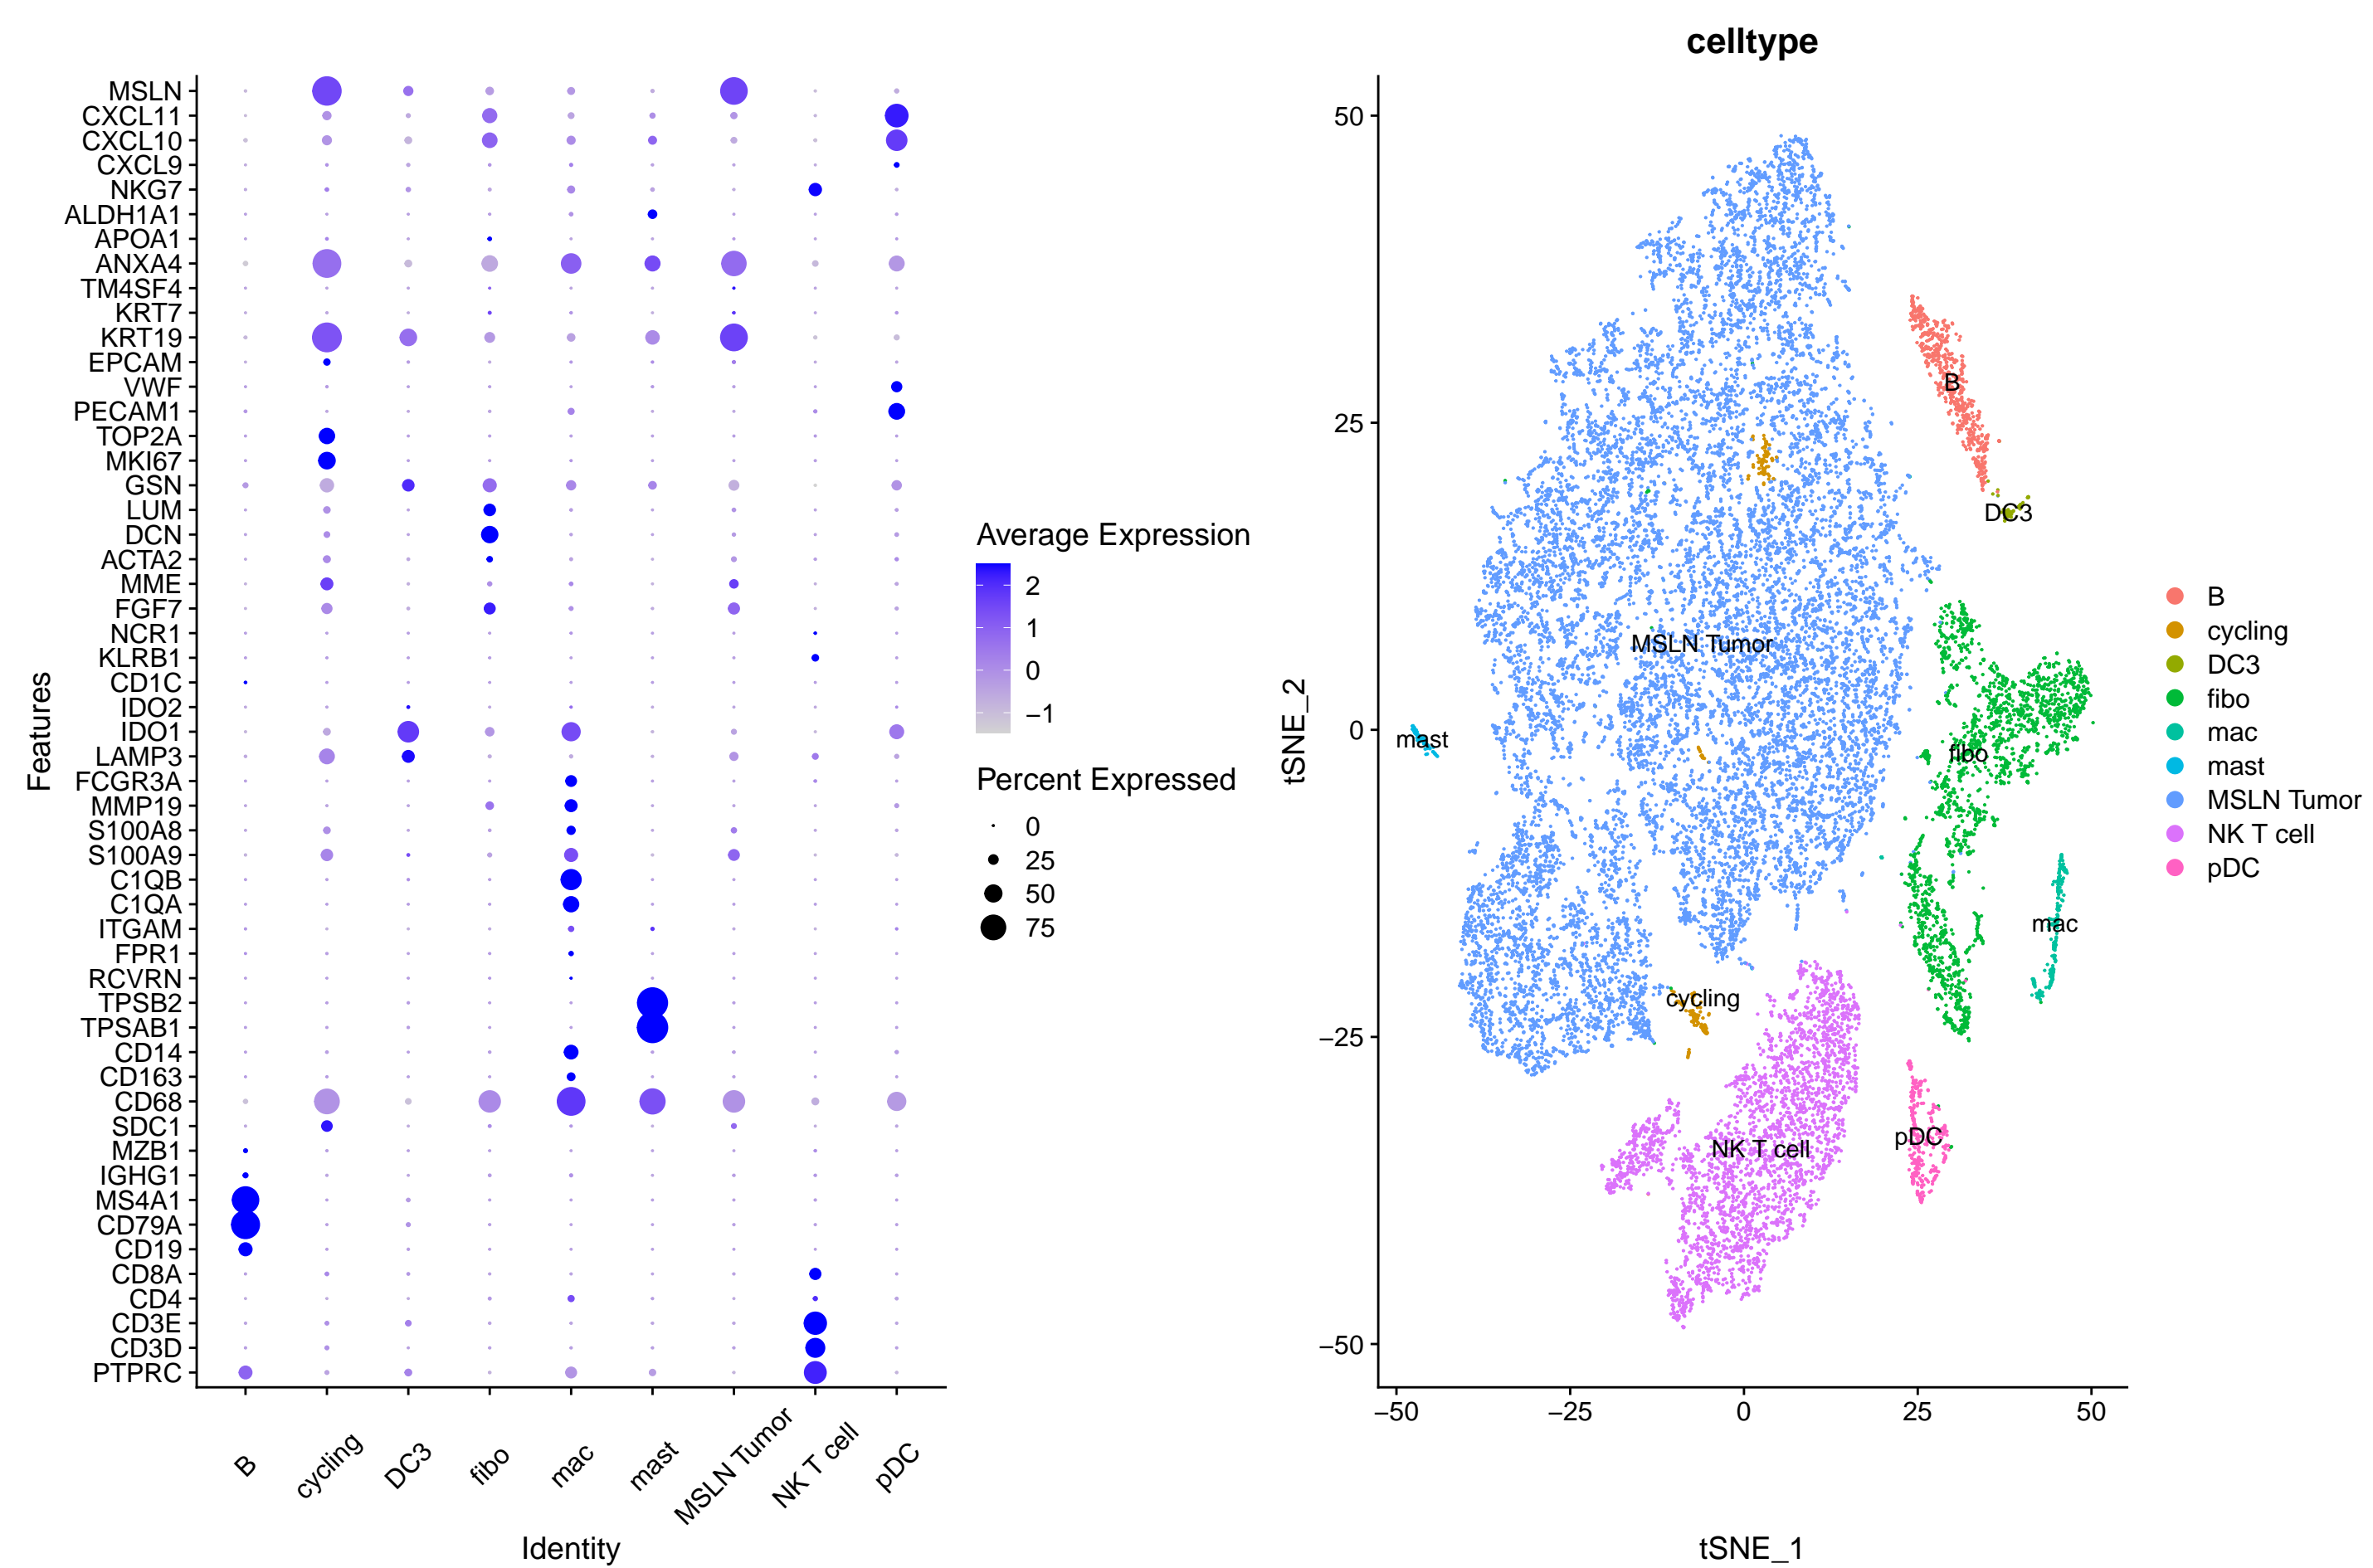 MSLN
CXCL11
CXCL10
CXCL9
NKG7
ALDH1A1
APOA1
ANXA4
TM4SF4
KRT7
KRT19
EPCAM
VWF
PECAM1
TOP2A
MKI67
GSN
LUM
DCN
ACTA2
MME
FGF7
NCR1
KLRB1
CD1C
IDO2
IDO1
LAMP3
FCGR3A
MMP19
S100A8
S100A9
C1QB
C1QA
ITGAM
FPR1
RCVRN
TPSB2
TPSAB1
CD14
CD163
CD68
SDC1
MZB1
IGHG1
MS4A1
CD79A
CD19
CD8A
CD4
CD3E
CD3D
PTPRC
Features
B
cycling
DC3
fibo
mac
mast
MSLN Tumor
NK T cell
pDC
Identity
Average Expression
2
1
0
−1
Percent Expressed
0
25
50
75
celltype
50
25
0
−25
−50
tSNE_2
B
DC3
MSLN Tumor
mast
fibo
mac
cycling
pDC
NK T cell
−50
−25
0
25
50
tSNE_1
B
cycling
DC3
fibo
mac
mast
MSLN Tumor
NK T cell
pDC